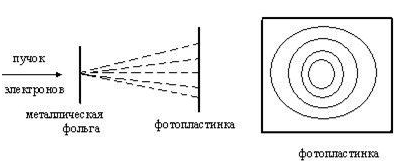 пучок
электронов
металлическая
фольга
фотопластинка
фотопластинка